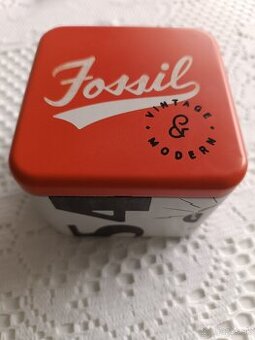 Fossil
VINTAGE
&
MODERN